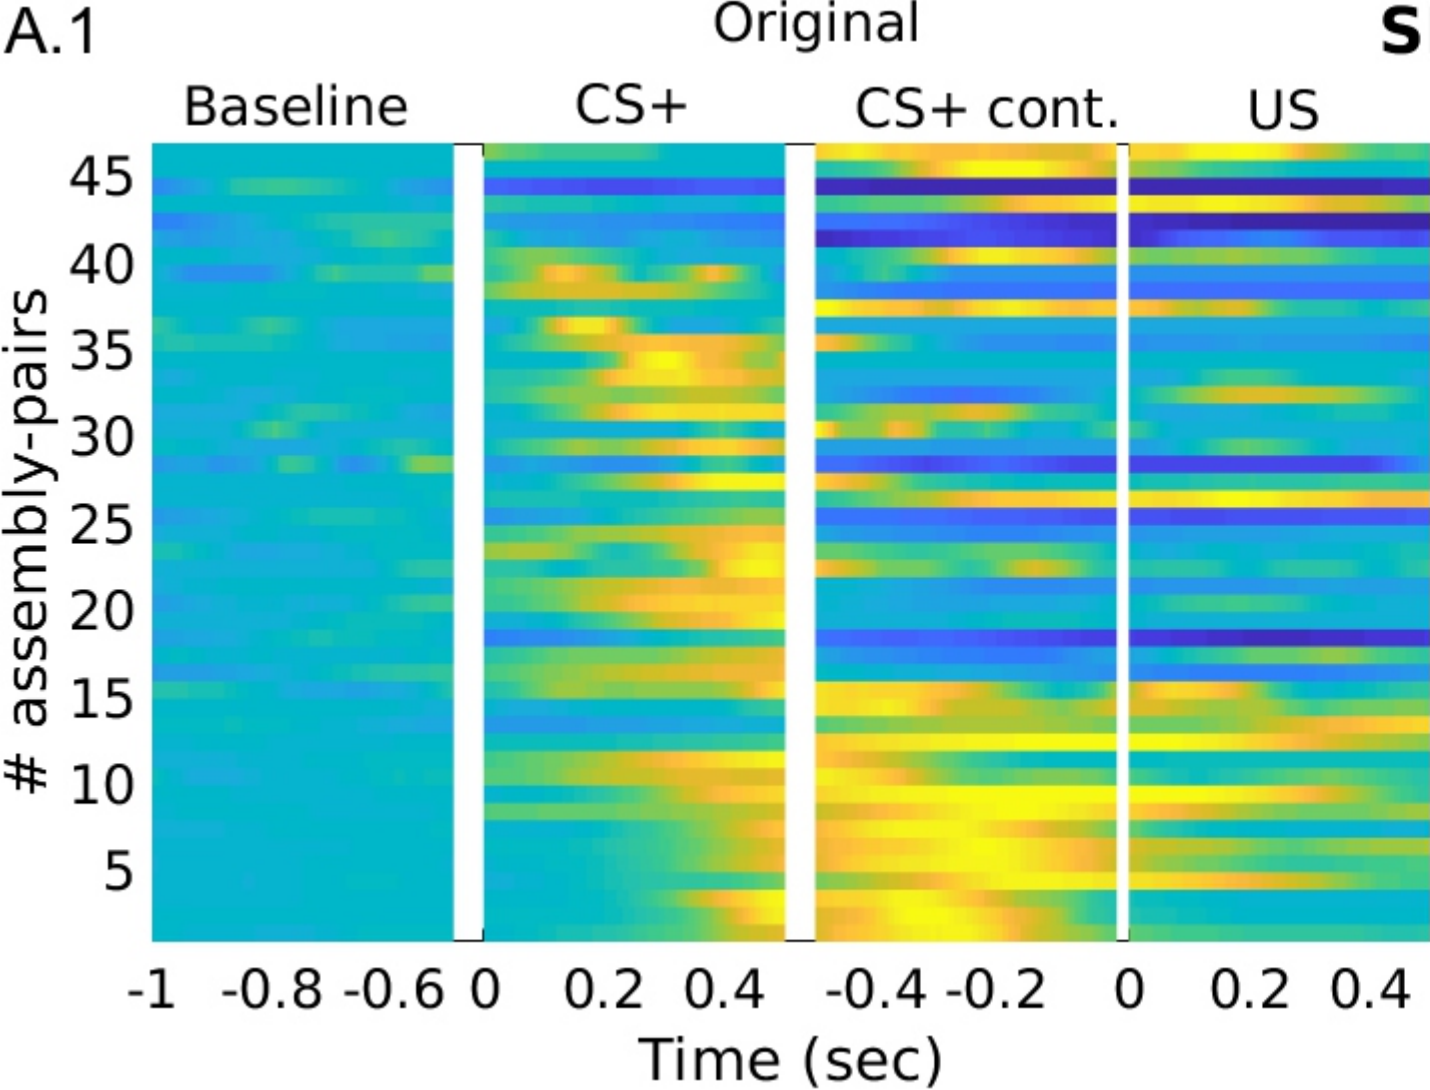 A.1
Original
S
Baseline
CS+
CS+ cont.
US
# assembly-pairs
45
40
35
30
25
20
15
10
5
-1 -0.8 -0.6 0 0.2 0.4 -0.4 -0.2 0 0.2 0.4
Time (sec)